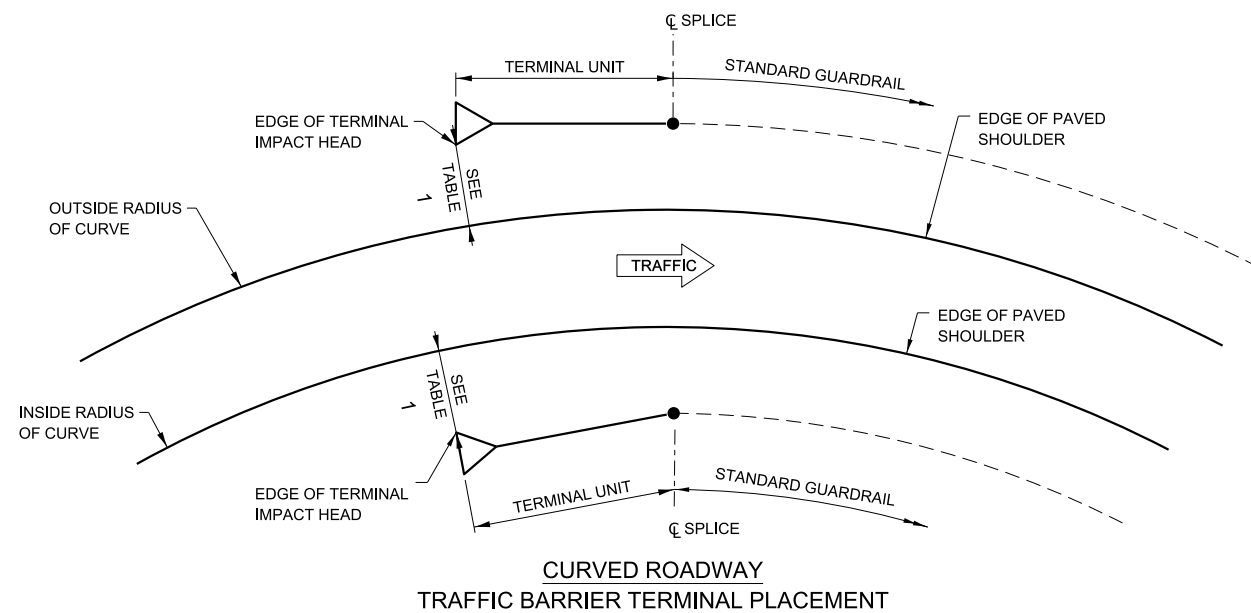 ℄ SPLICE
TERMINAL UNIT
STANDARD GUARDRAIL
EDGE OF TERMINAL
IMPACT HEAD
EDGE OF PAVED
SHOULDER
SEE
TABLE
1
OUTSIDE RADIUS
OF CURVE
TRAFFIC
EDGE OF PAVED
SHOULDER
SEE
TABLE
1
INSIDE RADIUS
OF CURVE
EDGE OF TERMINAL
IMPACT HEAD
TERMINAL UNIT
STANDARD GUARDRAIL
℄ SPLICE
CURVED ROADWAY
TRAFFIC BARRIER TERMINAL PLACEMENT